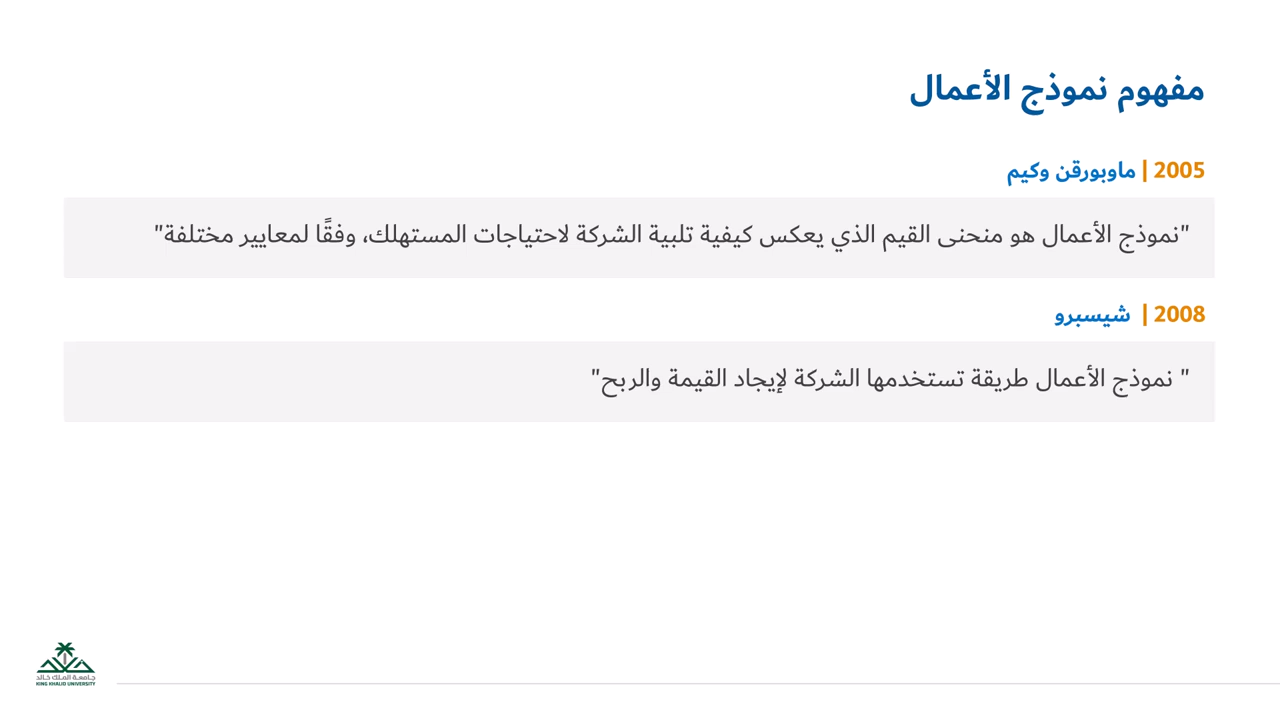 مفهوم نموذج الأعمال
2005 | ماوبورقن وكيم
"نموذج الأعمال هو منحنى القيم الذي يعكس كيفية تلبية الشركة لاحتياجات المستهلك، وفقًا لمعايير مختلفة"
2008 | شيسبرو
" نموذج الأعمال طريقة تستخدمها الشركة لإيجاد القيمة والربح"
جامعة الملك خالد
KING KHALID UNIVERSITY